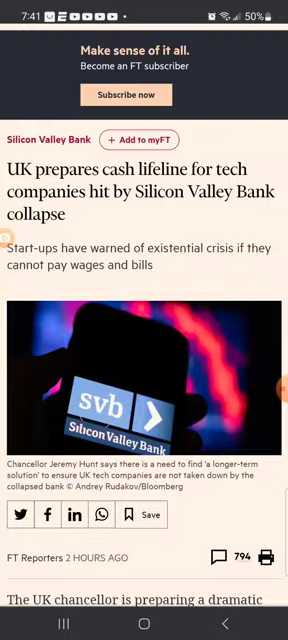 7:41
50%
Make sense of it all.
Become an FT subscriber
Subscribe now
Silicon Valley Bank
+ Add to myFT
UK prepares cash lifeline for tech
companies hit by Silicon Valley Bank
collapse
Start-ups have warned of existential crisis if they
cannot pay wages and bills
svb
Silicon Valley Bank
Chancellor Jeremy Hunt says there is a need to find 'a longer-term
solution' to ensure UK tech companies are not taken down by the
collapsed bank © Andrey Rudakov/Bloomberg
Save
FT Reporters 2 HOURS AGO
794
The UK chancellor is preparing a dramatic